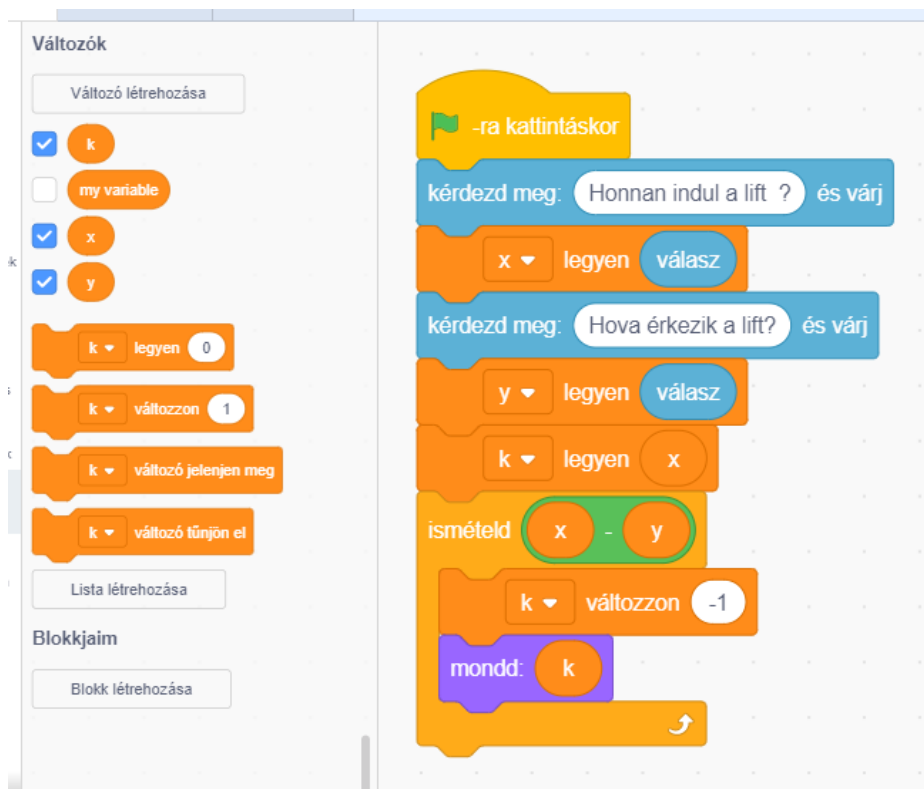 Változók
Változó létrehozása
k
my variable
x
y
k legyen 0
k változzon 1
k változó jelenjen meg
k változó tűnjön el
Lista létrehozása
Blokkjaim
Blokk létrehozása
-ra kattintáskor
kérdezd meg: Honnan indul a lift ? és várj
x legyen válasz
kérdezd meg: Hova érkezik a lift? és várj
y legyen válasz
k legyen x
ismételd x - y
k változzon -1
mondd: k